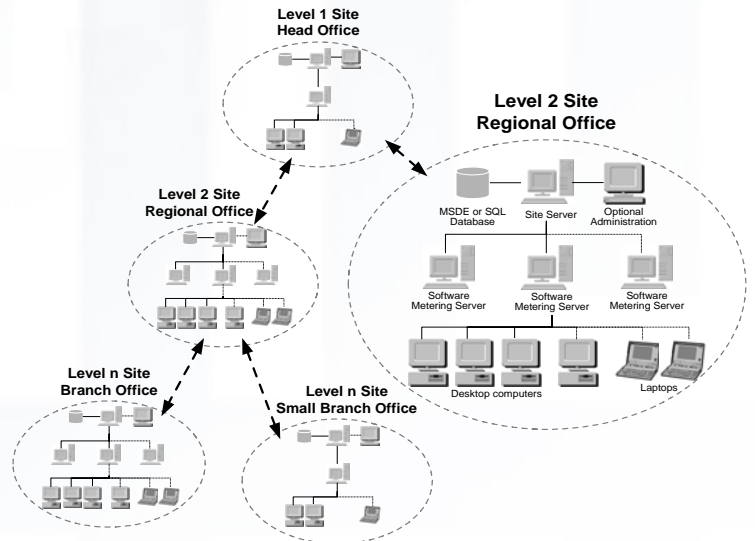 Level 1 Site
Head Office
Level 2 Site
Regional Office
MSDE or SQL
Database
Site Server
Optional
Administration
Software
Metering Server
Software
Metering Server
Software
Metering Server
Desktop computers
Laptops
Level 2 Site
Regional Office
Level n Site
Branch Office
Level n Site
Small Branch Office